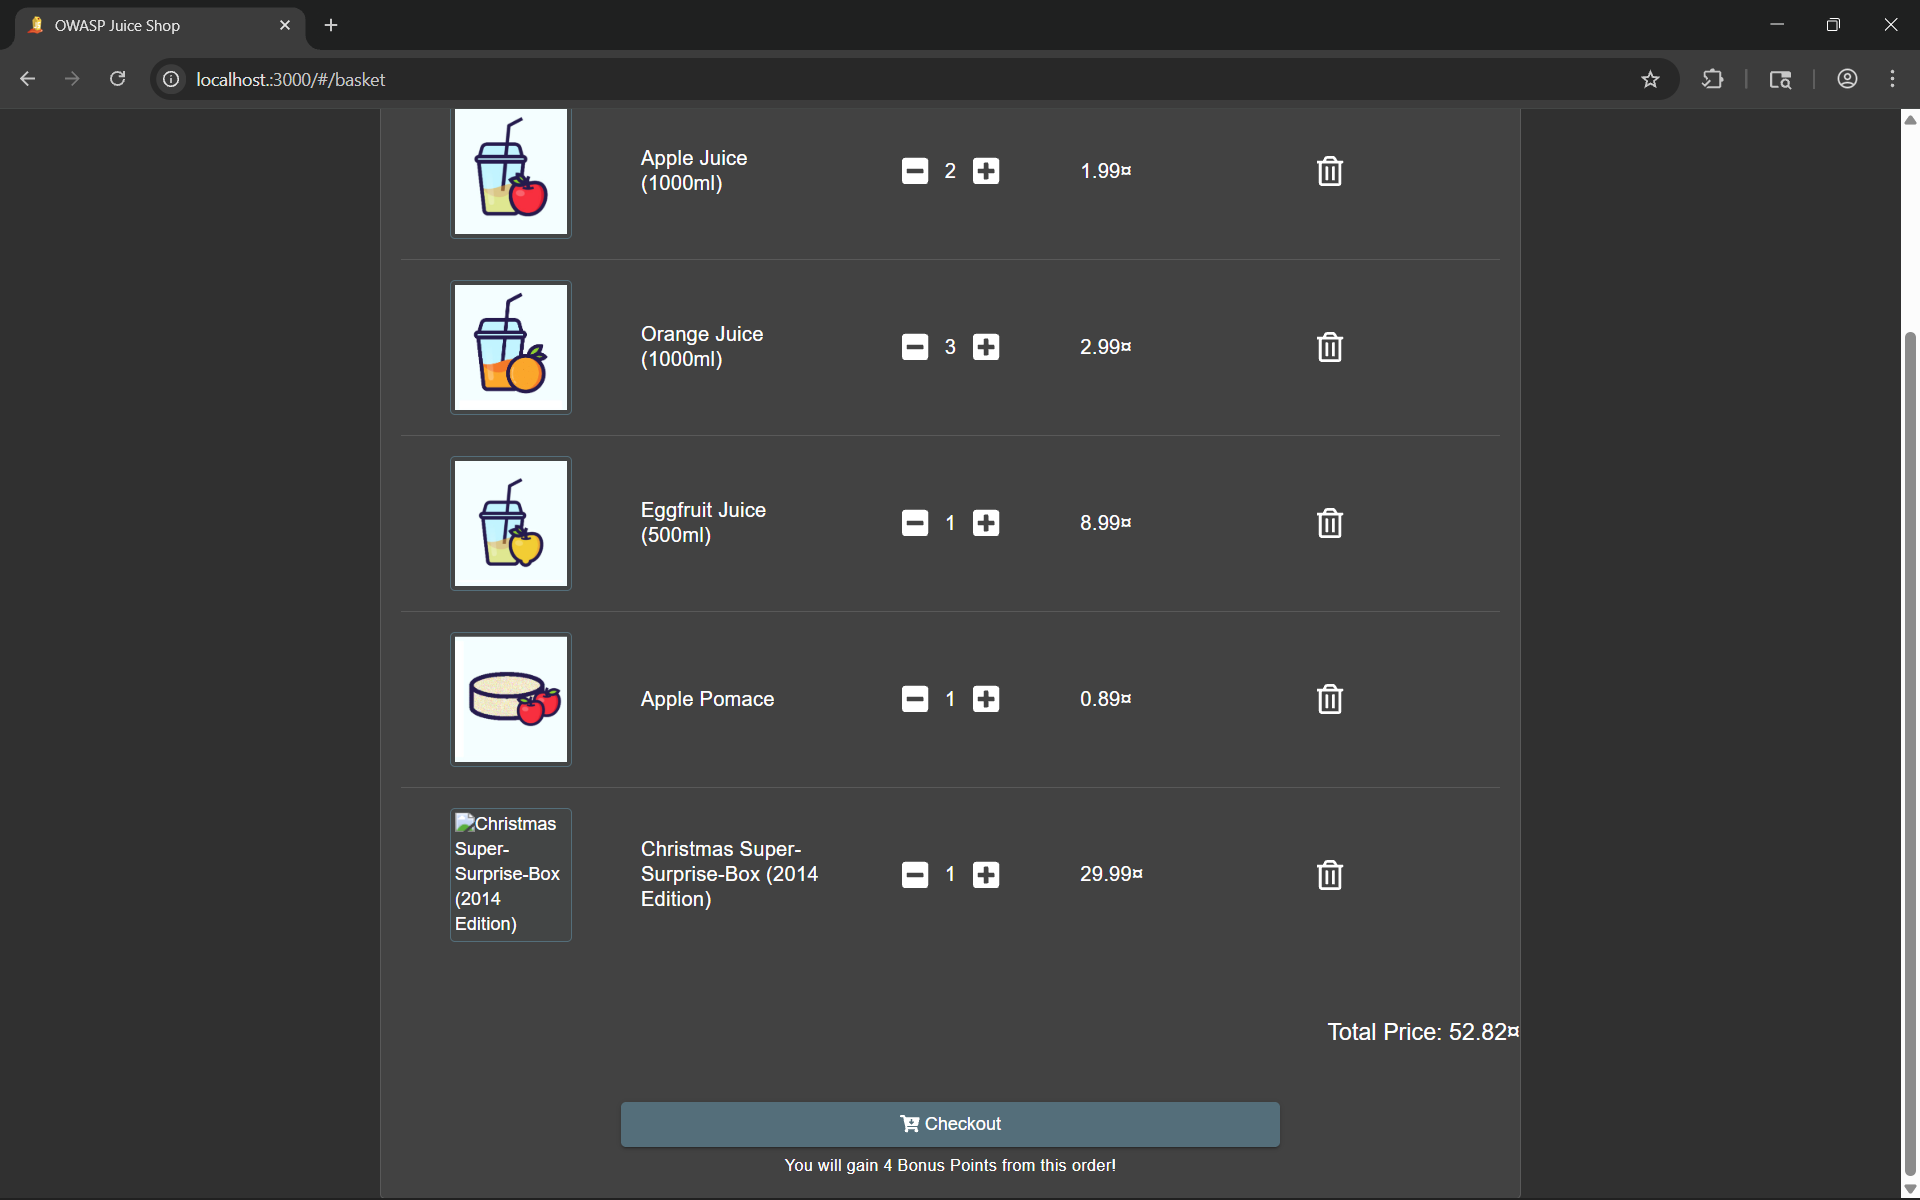 OWASP Juice Shop
localhost:3000/#/basket
Apple Juice
(1000ml)
2
1.99¤
Orange Juice
(1000ml)
3
2.99¤
Eggfruit Juice
(500ml)
1
8.99¤
Apple Pomace
1
0.89¤
Christmas
Super-
Surprise-Box
(2014
Edition)
Christmas Super-
Surprise-Box (2014
Edition)
1
29.99¤
Total Price: 52.82¤
Checkout
You will gain 4 Bonus Points from this order!